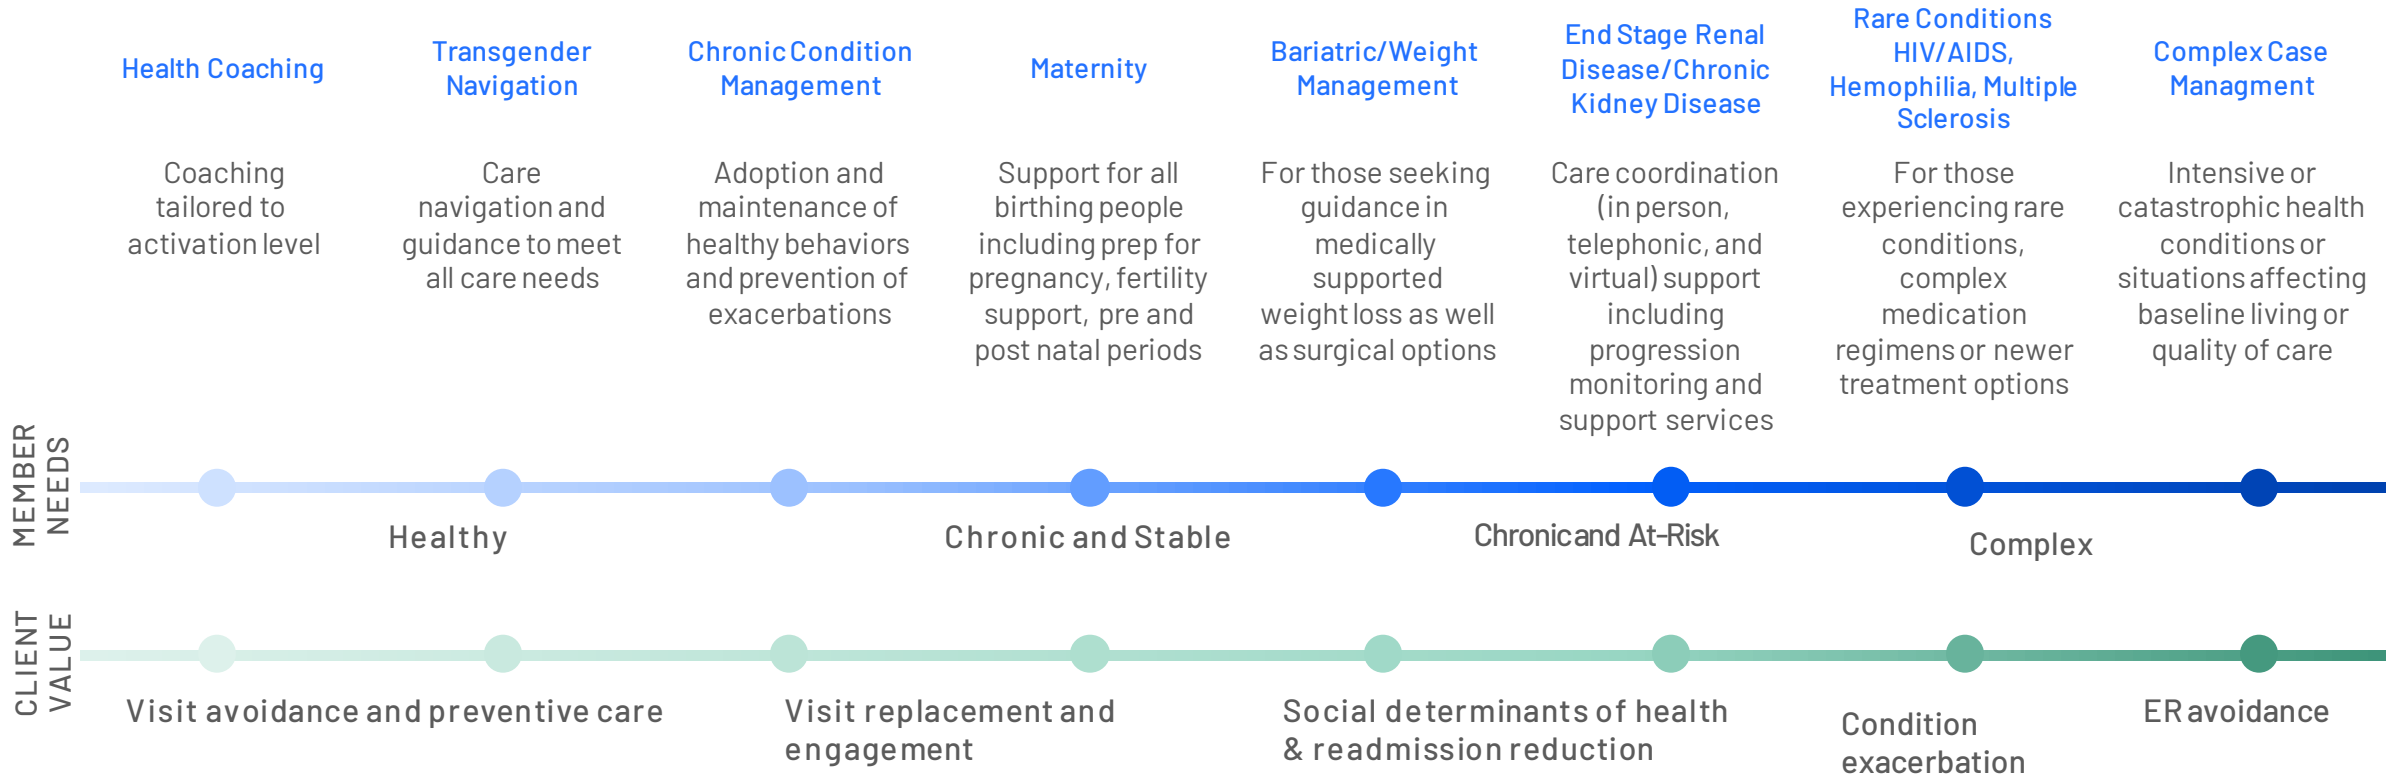 Health Coaching
Coaching
tailored to
activation level
Transgender
Navigation
Care
navigation and
guidance to meet
all care needs
Chronic Condition
Management
Adoption and
maintenance of
healthy behaviors
and prevention of
exacerbations
Maternity
Support for all
birthing people
including prep for
pregnancy, fertility
support, pre and
post natal periods
Bariatric/Weight
Management
For those seeking
guidance in
medically
supported
weight loss as well
as surgical options
End Stage Renal
Disease/Chronic
Kidney Disease
Care coordination
(in person,
telephonic, and
virtual) support
including
progression
monitoring and
support services
Rare Conditions
HIV/AIDS,
Hemophilia, Multiple
Sclerosis
For those
experiencing rare
conditions,
complex
medication
regimens or newer
treatment options
Complex Case
Managment
Intensive or
catastrophic health
conditions or
situations affecting
baseline living or
quality of care
MEMBER
NEEDS
Healthy
Chronic and Stable
Chronic and At-Risk
Complex
CLIENT
VALUE
Visit avoidance and preventive care
Visit replacement and
engagement
Social determinants of health
& readmission reduction
Condition
exacerbation
ER avoidance